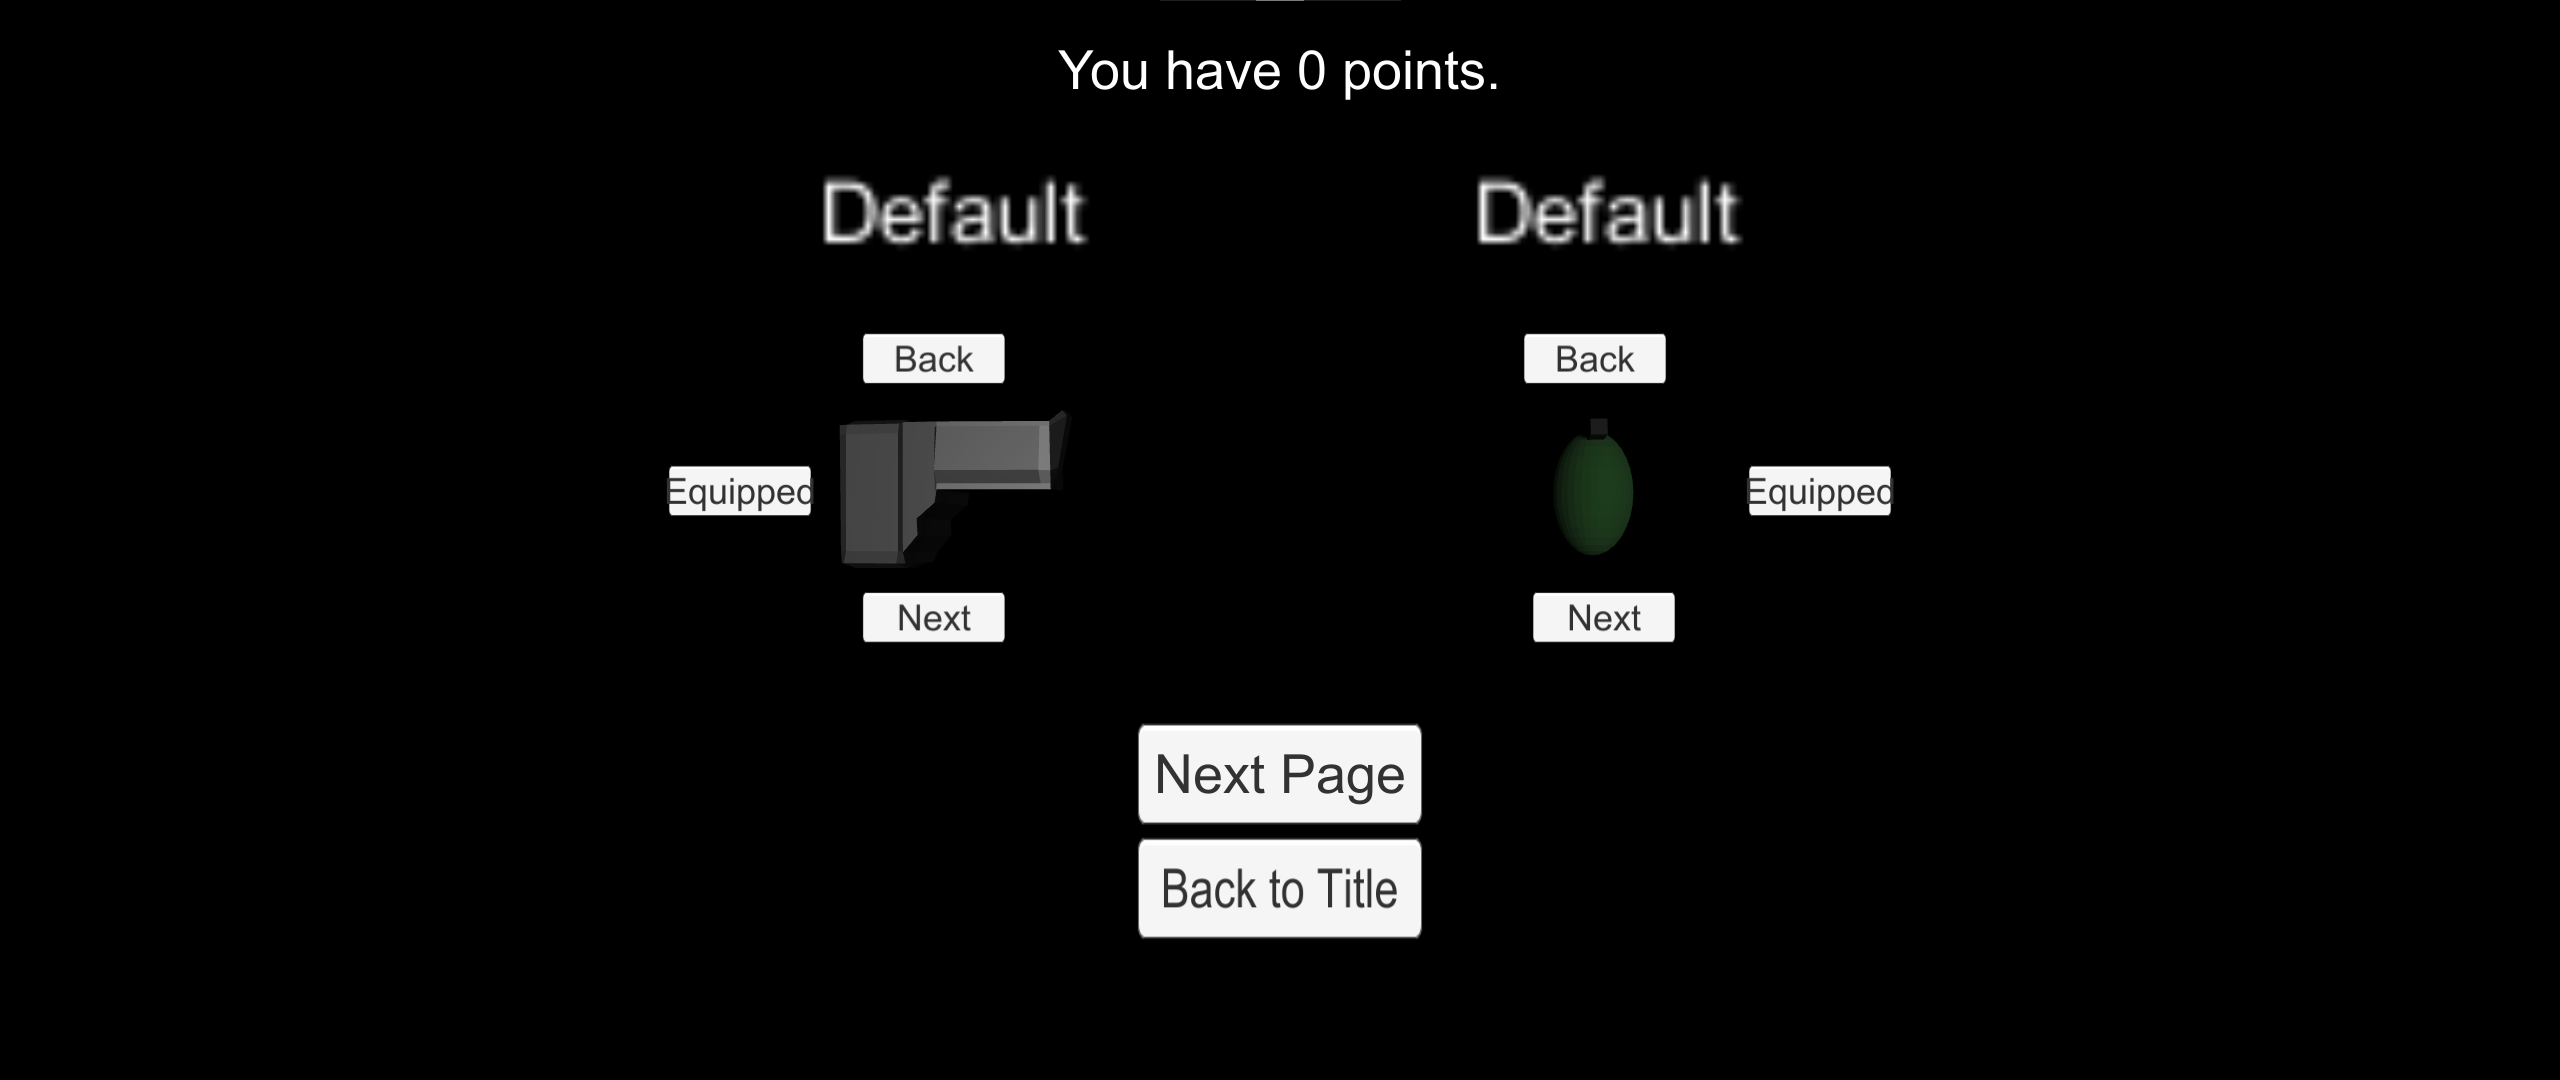 You have 0 points.
Default
Default
Back
Back
Equipped
Equipped
Next
Next
Next Page
Back to Title